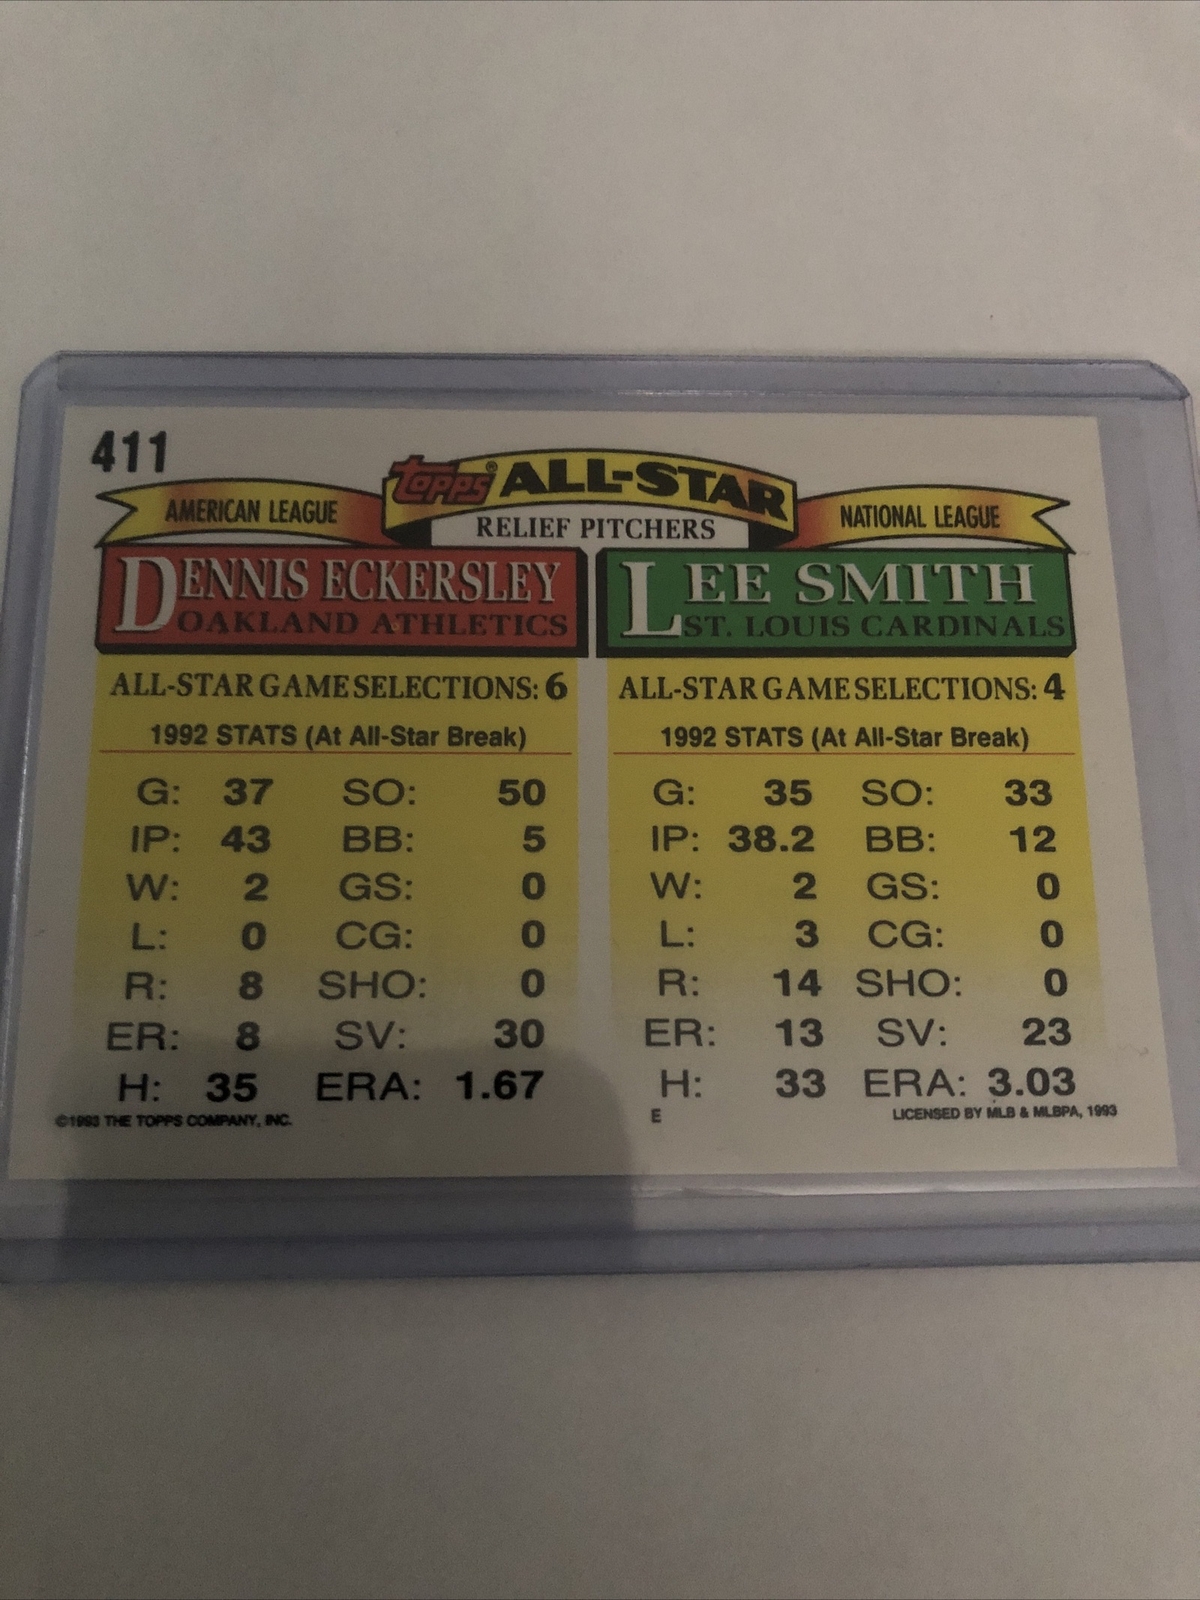 411
topps® ALL-STAR
AMERICAN LEAGUE
RELIEF PITCHERS
NATIONAL LEAGUE
DENNIS ECKERSLEY
OAKLAND ATHLETICS
ALL-STAR GAME SELECTIONS: 6
1992 STATS (At All-Star Break)
G: 37 SO: 50
IP: 43 BB: 5
W: 2 GS: 0
L: 0 CG: 0
R: 8 SHO: 0
ER: 8 SV: 30
H: 35 ERA: 1.67
©1993 THE TOPPS COMPANY, INC.
LEE SMITH
ST. LOUIS CARDINALS
ALL-STAR GAME SELECTIONS: 4
1992 STATS (At All-Star Break)
G: 35 SO: 33
IP: 38.2 BB: 12
W: 2 GS: 0
L: 3 CG: 0
R: 14 SHO: 0
ER: 13 SV: 23
H: 33 ERA: 3.03
E
LICENSED BY MLB & MLBPA, 1993